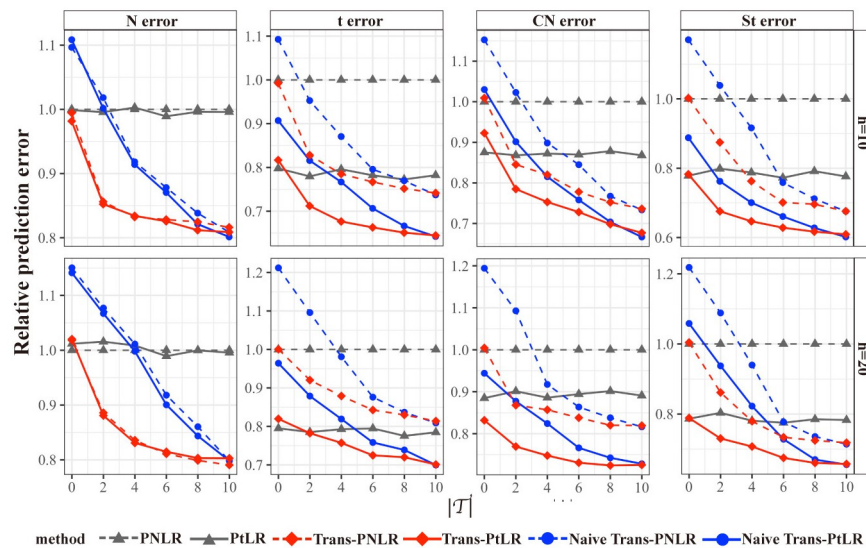 N error
t error
CN error
St error
Relative prediction error
1.1
1.0
0.9
0.8
1.1
1.0
0.9
0.8
0.7
1.1
1.0
0.9
0.8
0.7
1.0
0.8
0.6
h=10
1.1
1.0
0.9
0.8
1.2
1.1
1.0
0.9
0.8
0.7
1.2
1.1
1.0
0.9
0.8
1.2
1.0
0.8
h=20
0 2 4 6 8 10
0 2 4 6 8 10
0 2 4 6 8 10
0 2 4 6 8 10
|𝒯|
. . .
method PNLR PtLR Trans-PNLR Trans-PtLR Naive Trans-PNLR Naive Trans-PtLR